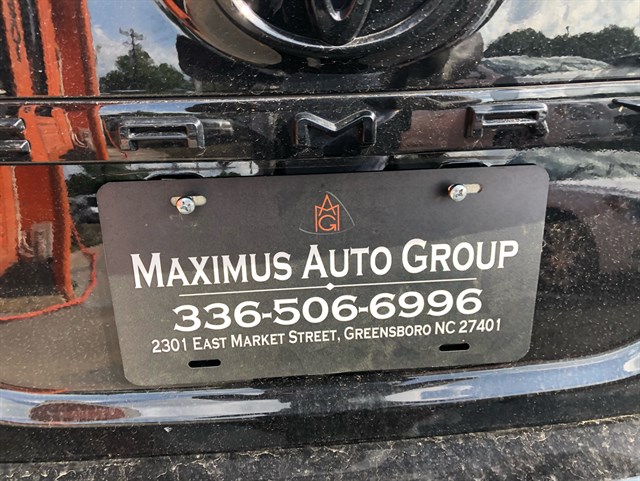 MAG
MAXIMUS AUTO GROUP
336-506-6996
2301 EAST MARKET STREET, GREENSBORO NC 27401